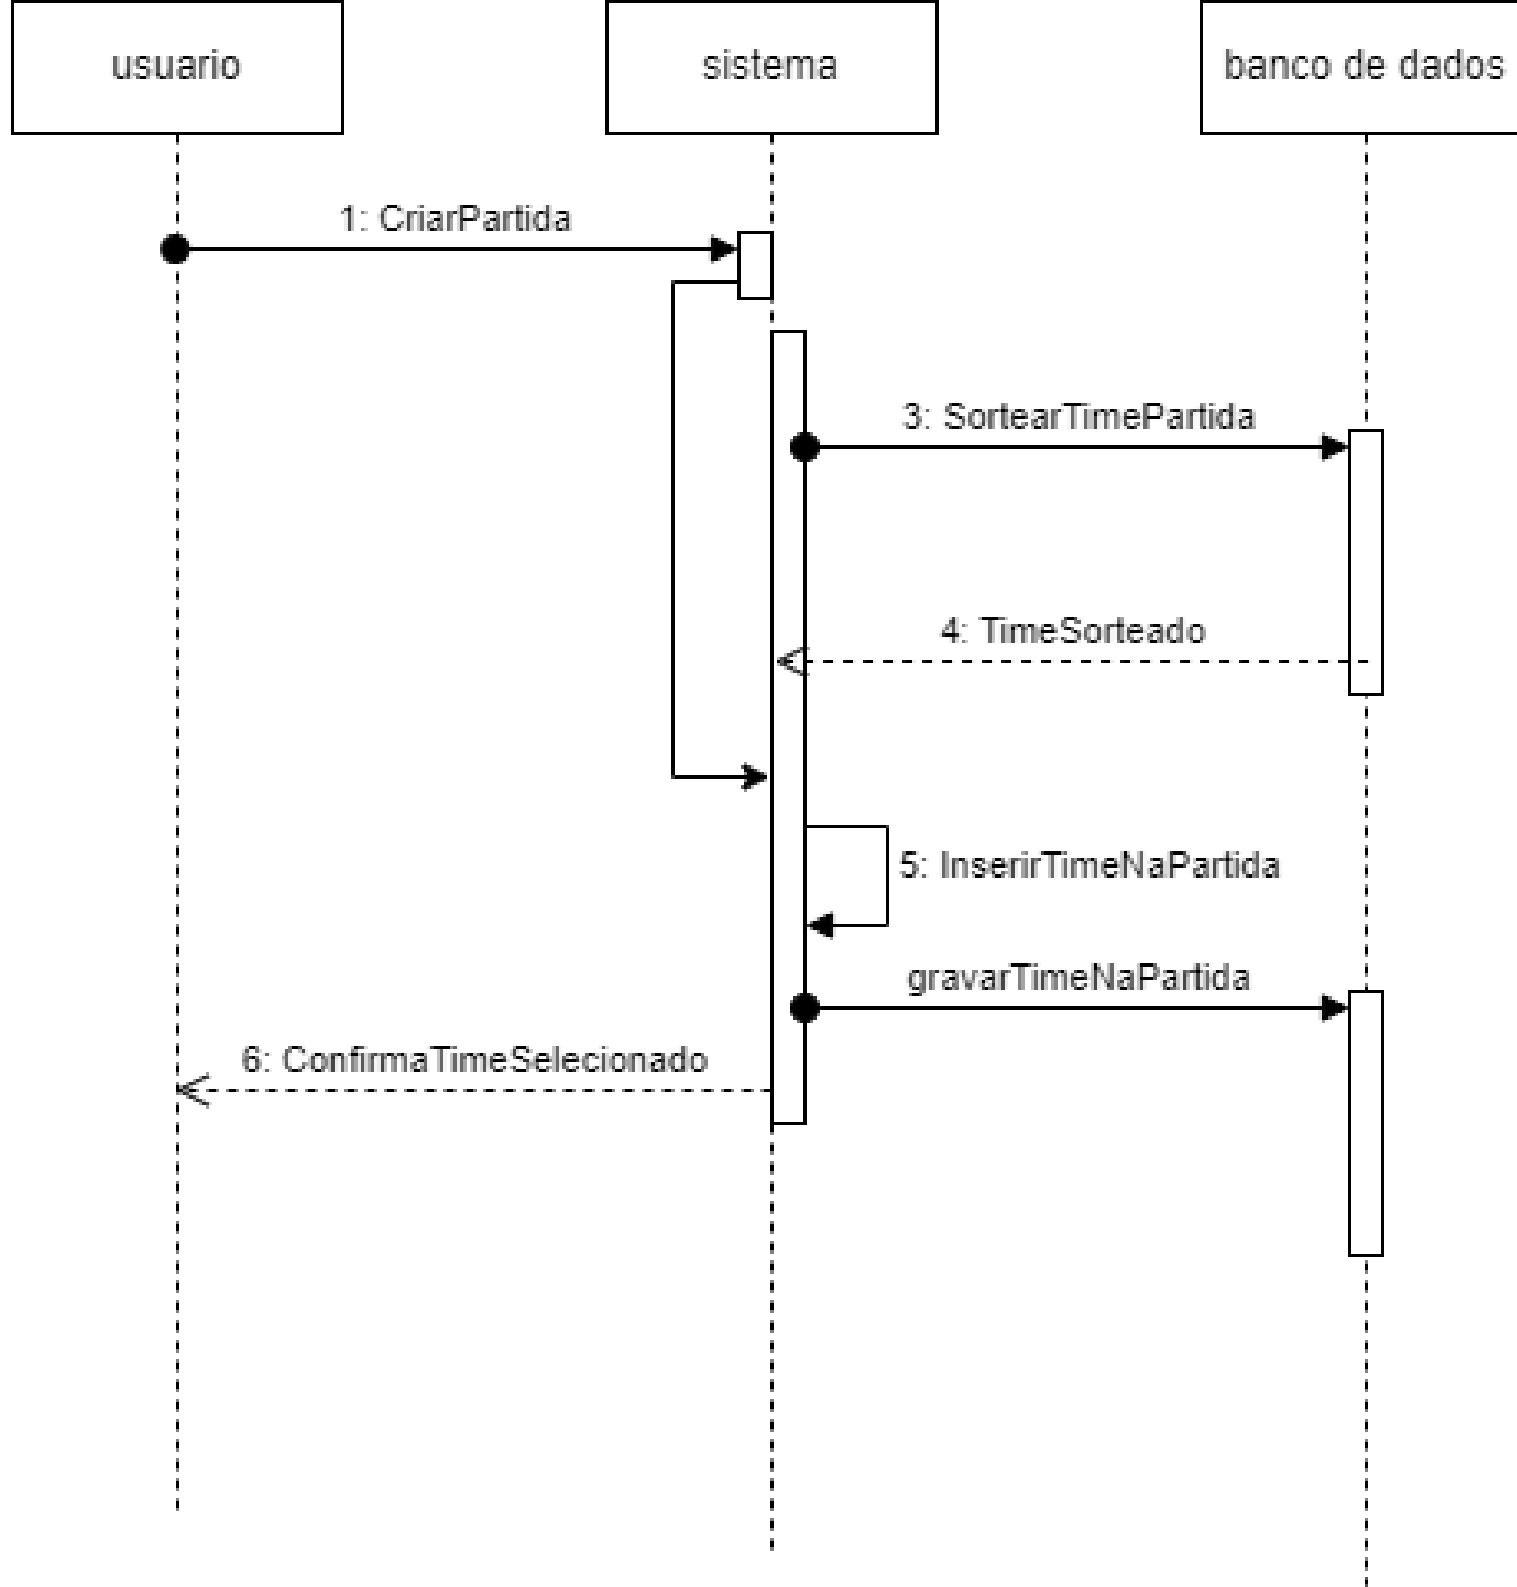 usuario
sistema
banco de dados
1: CriarPartida
3: SortearTimePartida
4: TimeSorteado
5: InserirTimeNaPartida
gravarTimeNaPartida
6: ConfirmaTimeSelecionado